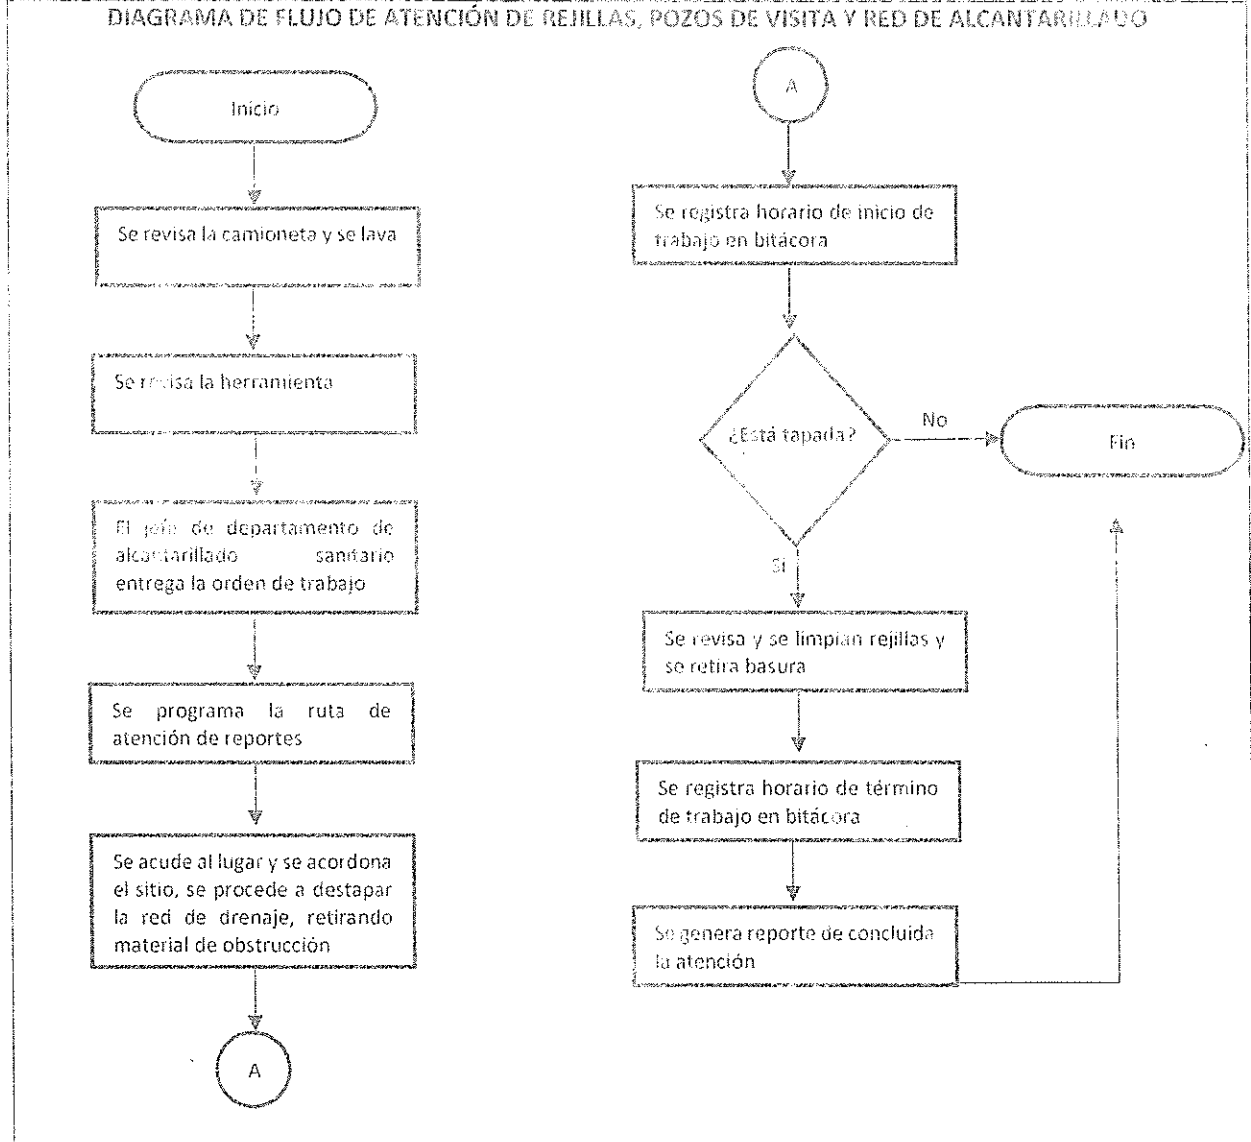 DIAGRAMA DE FLUJO DE ATENCIÓN DE REJILLAS, POZOS DE VISITA Y RED DE ALCANTARILLADO
Inicio
Se revisa la camioneta y se lava
Se revisa la herramienta
El jefe de departamento de
alcantarillado sanitario
entrega la orden de trabajo
Se programa la ruta de
atención de reportes
Se acude al lugar y se acordona
el sitio, se procede a destapar
la red de drenaje, retirando
material de obstrucción
A
A
Se registra horario de inicio de
trabajo en bitácora
¿Está tapada?
No
Fin
Si
Se revisa y se limpian rejillas y
se retira basura
Se registra horario de término
de trabajo en bitácora
Se genera reporte de concluida
la atención